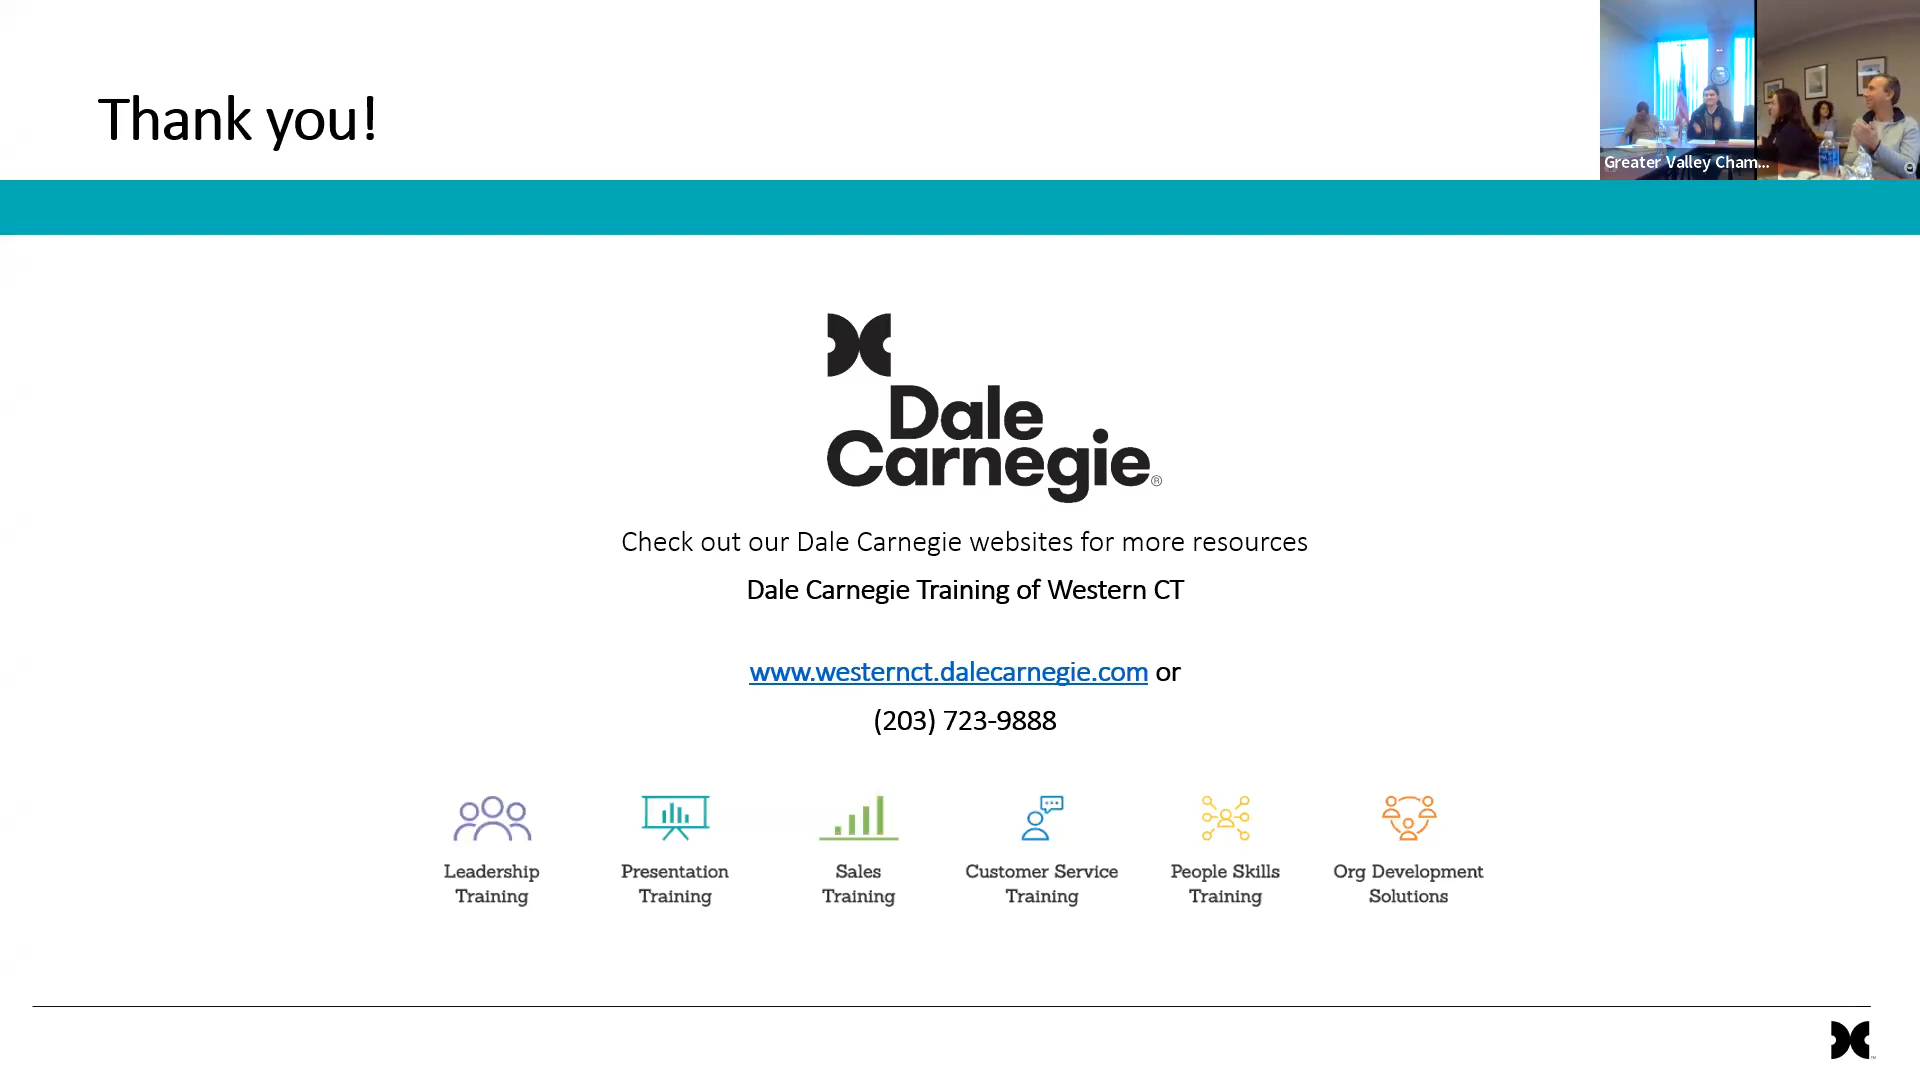 Thank you!
Greater Valley Cham...
Dale
Carnegie®
Check out our Dale Carnegie websites for more resources
Dale Carnegie Training of Western CT
www.westernct.dalecarnegie.com or
(203) 723-9888
Leadership
Training
Presentation
Training
Sales
Training
Customer Service
Training
People Skills
Training
Org Development
Solutions